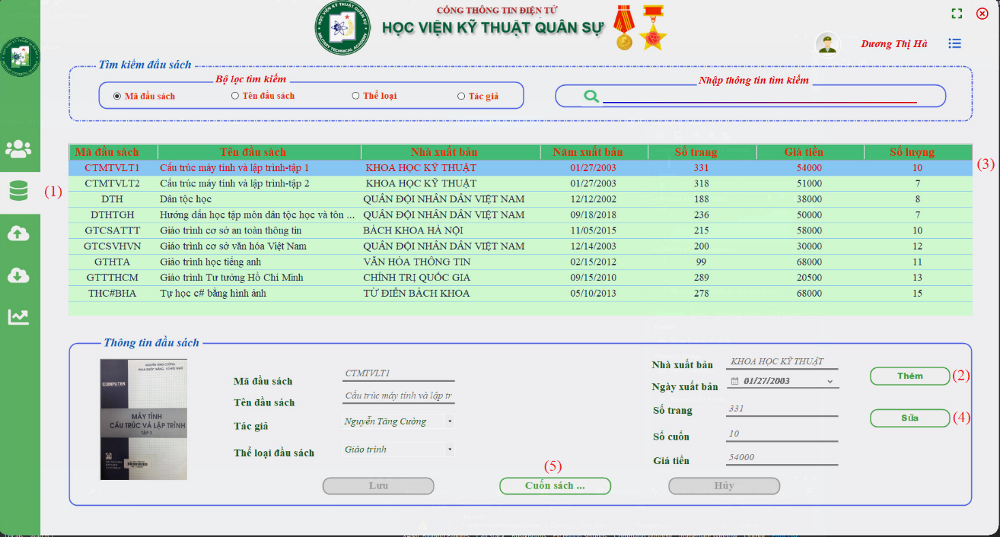 CỔNG THÔNG TIN ĐIỆN TỬ
HỌC VIỆN KỸ THUẬT QUÂN SỰ
HỌC VIỆN KỸ THUẬT QUÂN SỰ
MILITARY TECHNICAL ACADEMY
Dương Thị Hà
Tìm kiếm đầu sách
Bộ lọc tìm kiếm
Nhập thông tin tìm kiếm
Mã đầu sách Tên đầu sách Thể loại Tác giả
Mã đầu sách Tên đầu sách Nhà xuất bản Năm xuất bản Số trang Giá tiền Số lượng
CTMTVLT1 Cấu trúc máy tính và lập trình-tập 1 KHOA HỌC KỸ THUẬT 01/27/2003 331 54000 10
(3)
CTMTVLT2 Cấu trúc máy tính và lập trình-tập 2 KHOA HỌC KỸ THUẬT 01/27/2003 318 51000 7
(1)
DTH Dân tộc học QUÂN ĐỘI NHÂN DÂN VIỆT NAM 12/12/2002 188 38000 8
DTHTGH Hướng dẫn học tập môn dân tộc học và tôn ... QUÂN ĐỘI NHÂN DÂN VIỆT NAM 09/18/2018 236 50000 7
GTCSATTT Giáo trình cơ sở an toàn thông tin BÁCH KHOA HÀ NỘI 11/05/2015 215 58000 10
GTCSVHVN Giáo trình cơ sở văn hóa Việt Nam QUÂN ĐỘI NHÂN DÂN VIỆT NAM 12/14/2003 200 30000 12
GTHTA Giáo trình học tiếng anh VĂN HÓA THÔNG TIN 02/15/2012 99 68000 11
GTTTHCM Giáo trình Tư tưởng Hồ Chí Minh CHÍNH TRỊ QUỐC GIA 09/15/2010 289 20500 13
THC#BHA Tự học c# bằng hình ảnh TỪ ĐIỂN BÁCH KHOA 05/10/2013 278 68000 15
Thông tin đầu sách
COMPUTER
MÁY TÍNH
CẤU TRÚC VÀ LẬP TRÌNH
TẬP 1
Mã đầu sách CTMTVLT1
Tên đầu sách Cấu trúc máy tính và lập tr
Tác giả Nguyễn Tăng Cường
Thể loại đầu sách Giáo trình
Nhà xuất bản KHOA HỌC KỸ THUẬT
Ngày xuất bản 01/27/2003
Số trang 331
Số cuốn 10
Giá tiền 54000
Thêm (2)
Sửa (4)
(5)
Lưu Cuốn sách ... Hủy